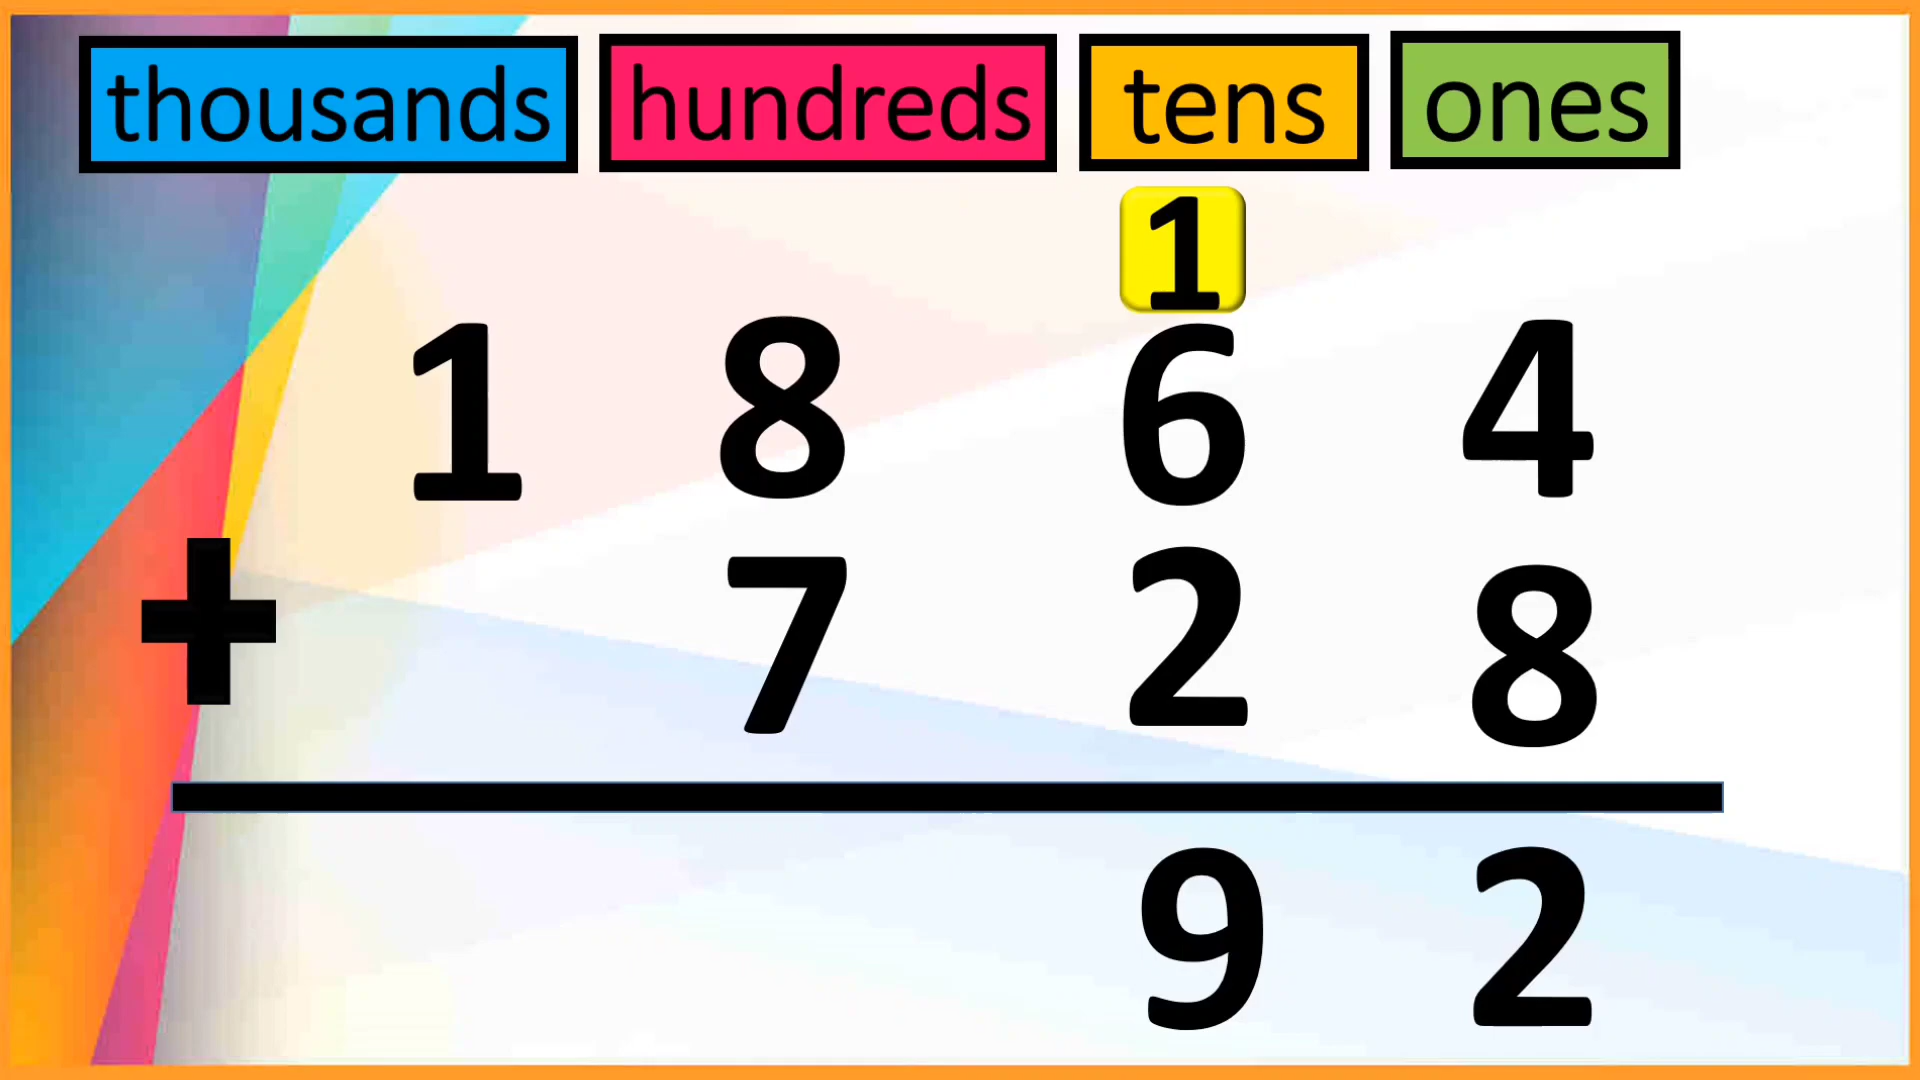 thousands hundreds tens ones
1
1 8 6 4
+ 7 2 8
9 2